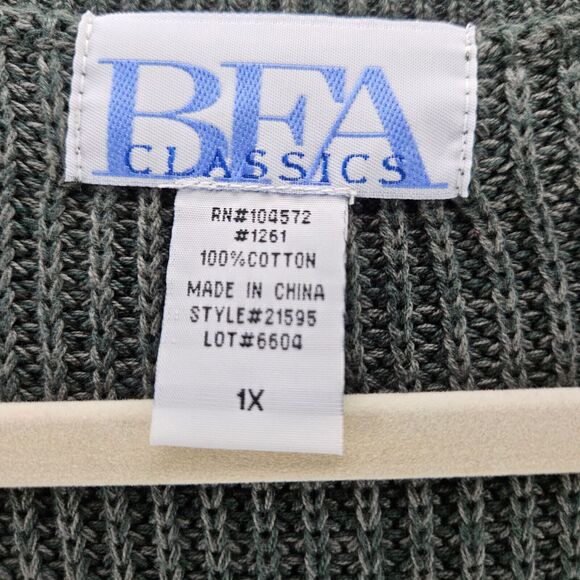 BFA
CLASSICS
RN#104572
#1261
100%COTTON
MADE IN CHINA
STYLE#21595
LOT#6604
1X